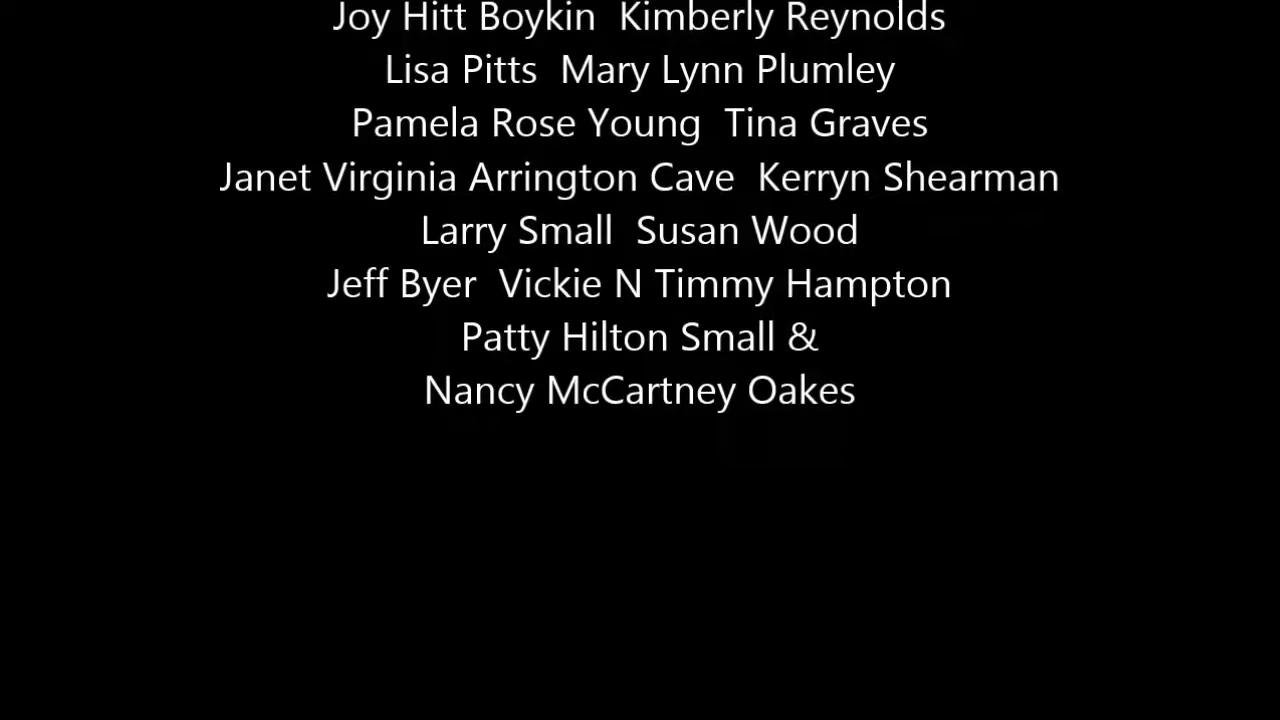 Joy Hitt Boykin  Kimberly Reynolds
Lisa Pitts  Mary Lynn Plumley
Pamela Rose Young  Tina Graves
Janet Virginia Arrington Cave  Kerryn Shearman
Larry Small  Susan Wood
Jeff Byer  Vickie N Timmy Hampton
Patty Hilton Small &
Nancy McCartney Oakes